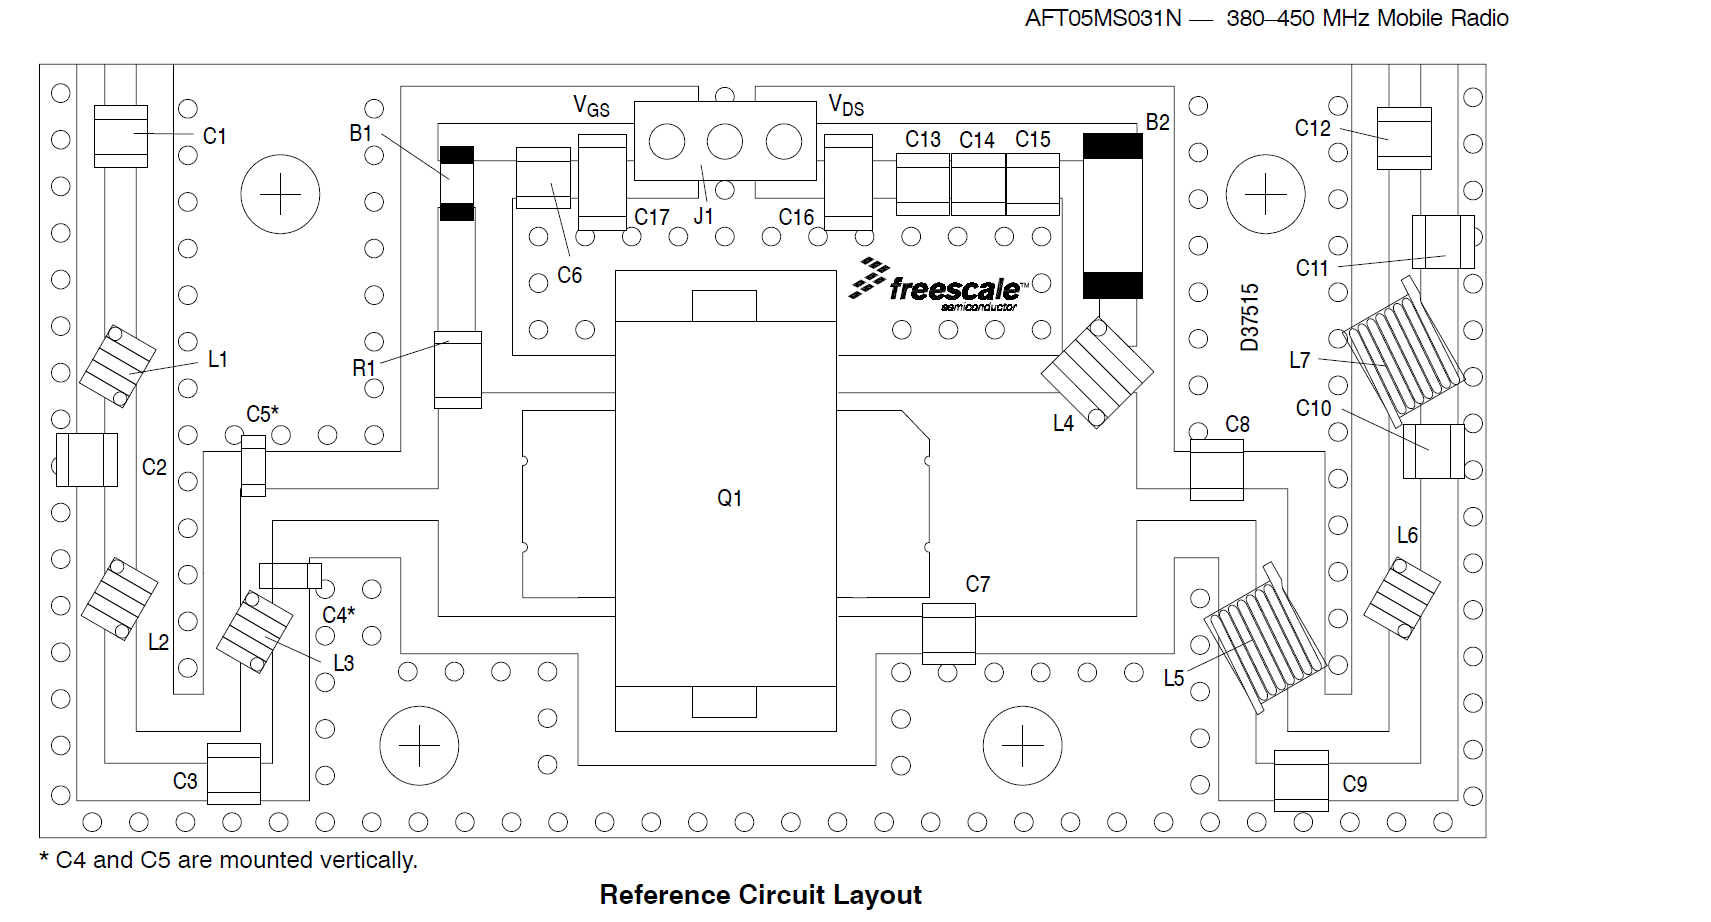 AFT05MS031N — 380–450 MHz Mobile Radio
VGS
VDS
B1
B2
C1
C12
C13 C14 C15
C17 J1 C16
C6
C11
freescale™
semiconductor
D37515
L1
R1
L7
C5*
L4
C10
C8
C2
Q1
L6
C4*
C7
L2
L3
L5
C3
C9
* C4 and C5 are mounted vertically.
Reference Circuit Layout